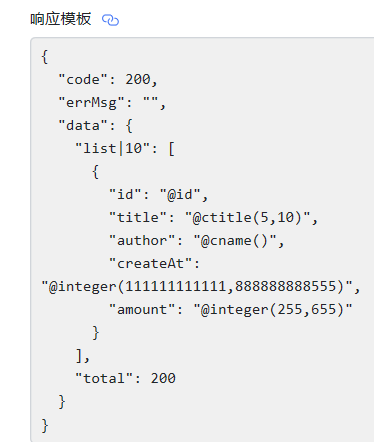 响应模板
{
  "code": 200,
  "errMsg": "",
  "data": {
    "list|10": [
      {
        "id": "@id",
        "title": "@ctitle(5,10)",
        "author": "@cname()",
        "createAt":
"@integer(111111111111,888888888555)",
        "amount": "@integer(255,655)"
      }
    ],
    "total": 200
  }
}